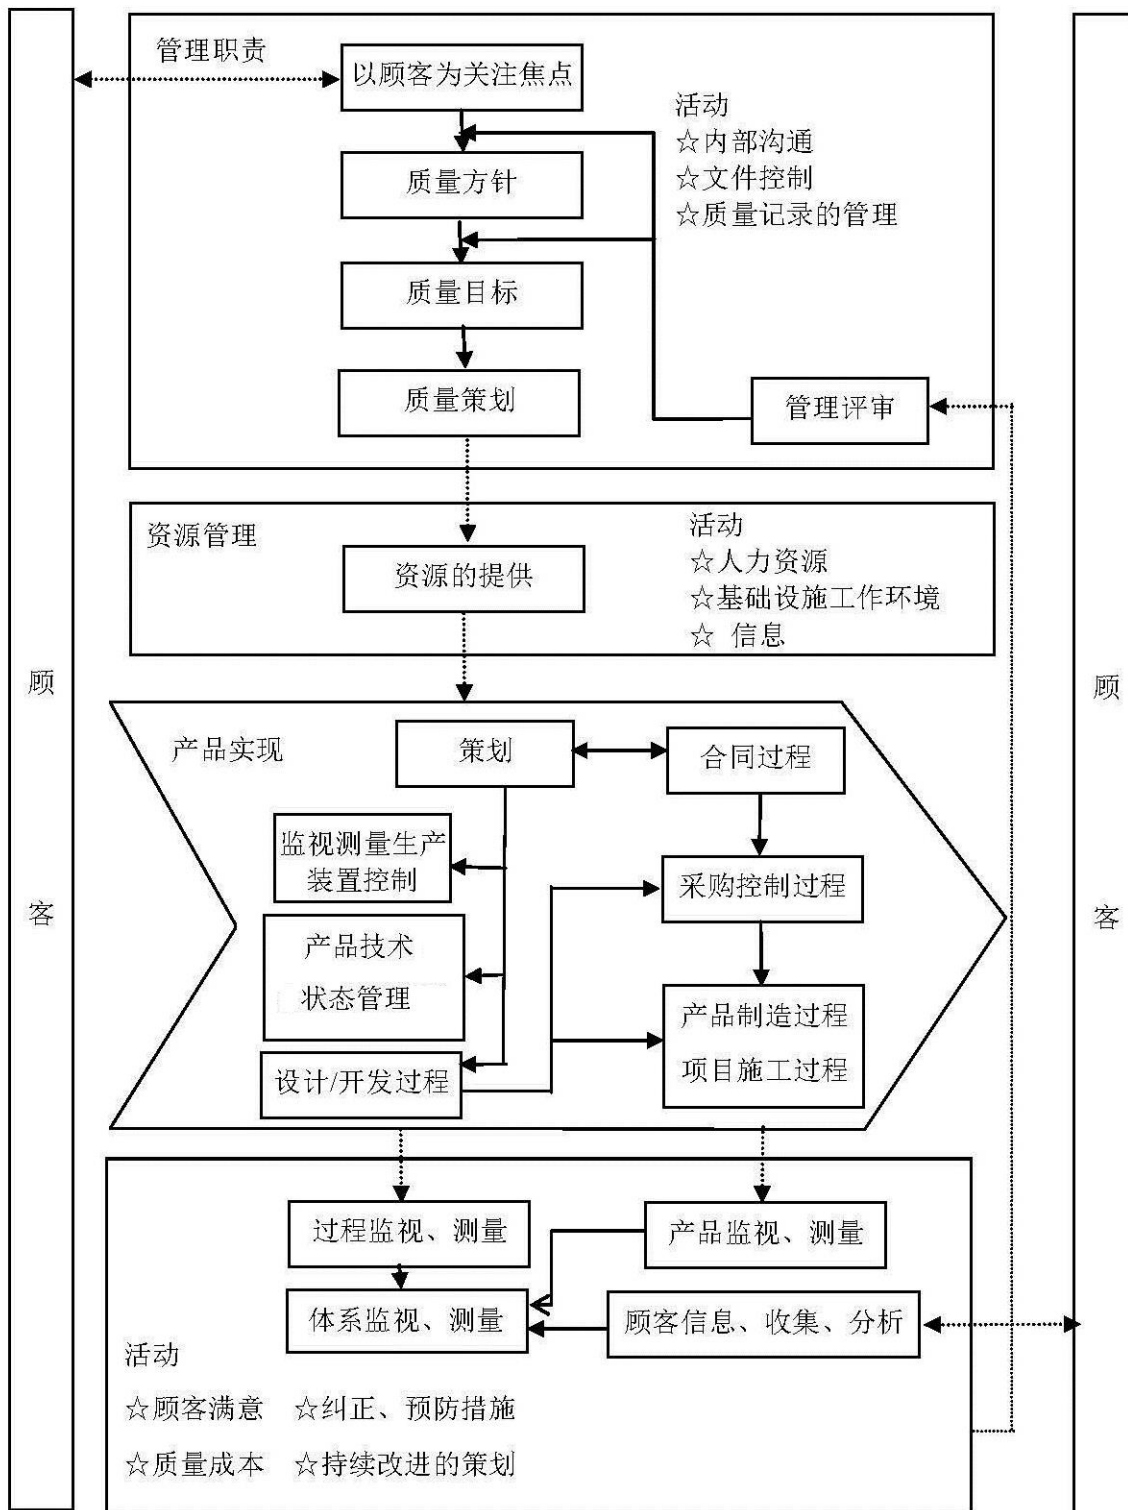 管理职责
以顾客为关注焦点
活动
☆内部沟通
☆文件控制
☆质量记录的管理
质量方针
质量目标
质量策划
管理评审
资源管理
资源的提供
活动
☆人力资源
☆基础设施工作环境
☆ 信息
顾
客
顾
客
产品实现
策划
合同过程
监视测量生产
装置控制
采购控制过程
产品技术
状态管理
产品制造过程
项目施工过程
设计/开发过程
过程监视、测量
产品监视、测量
体系监视、测量
顾客信息、收集、分析
活动
☆顾客满意 ☆纠正、预防措施
☆质量成本 ☆持续改进的策划